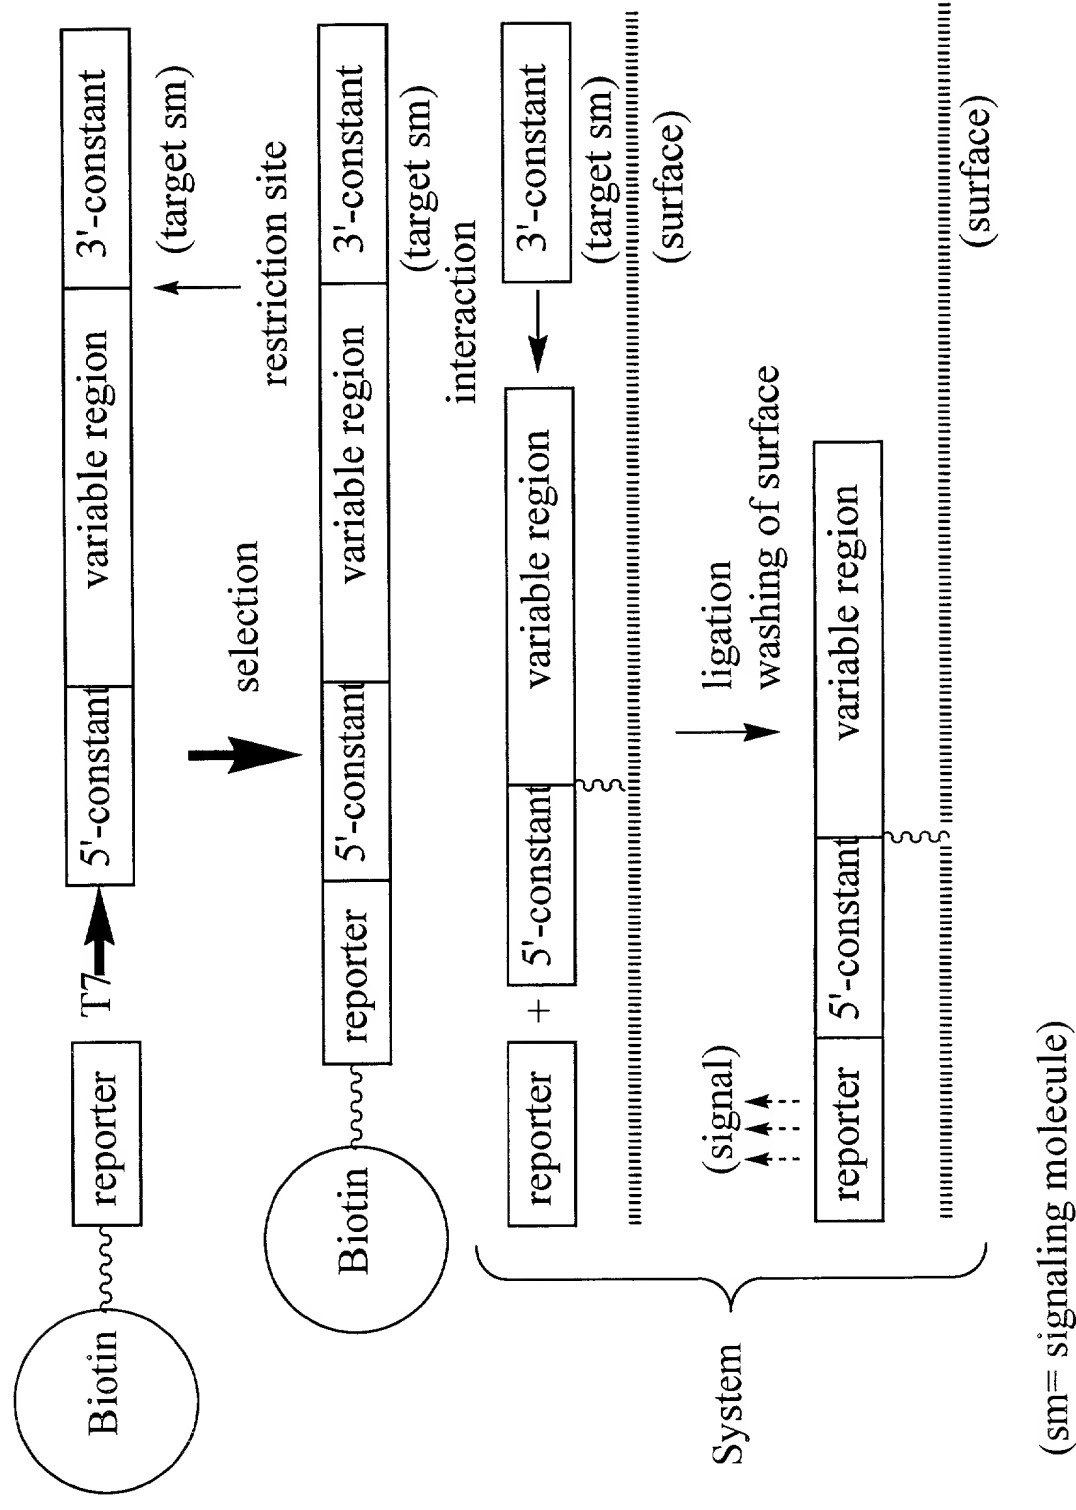 Biotin
reporter
T7
5'-constant
variable region
3'-constant
(target sm)
restriction site
selection
Biotin
reporter
5'-constant
variable region
3'-constant
(target sm)
interaction
reporter
+
5'-constant
variable region
3'-constant
(target sm)
(surface)
(signal)
ligation
washing of surface
reporter
5'-constant
variable region
(surface)
System
(sm= signaling molecule)